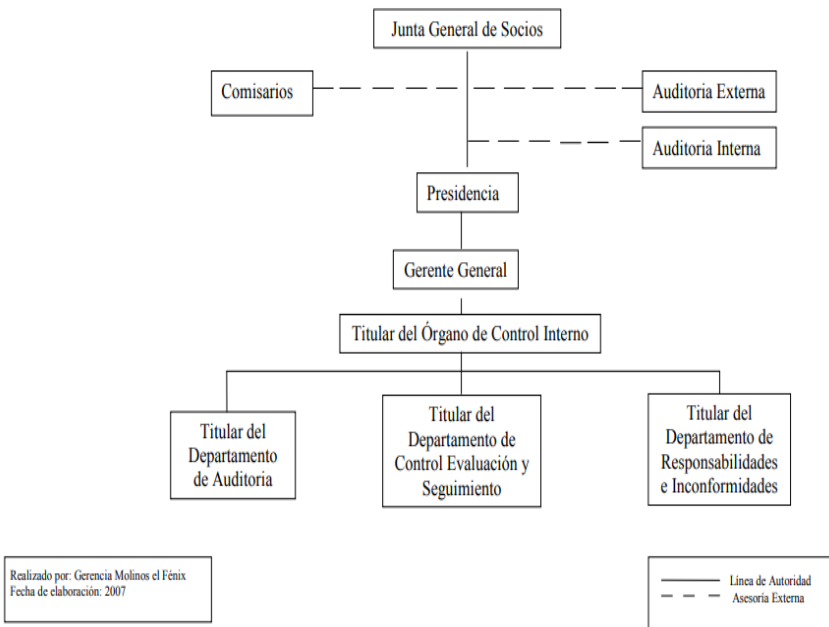 Junta General de Socios
Comisarios
Auditoria Externa
Auditoria Interna
Presidencia
Gerente General
Titular del Órgano de Control Interno
Titular del
Departamento
de Auditoria
Titular del
Departamento de
Control Evaluación y
Seguimiento
Titular del
Departamento de
Responsabilidades
e Inconformidades
Realizado por: Gerencia Molinos el Fénix
Fecha de elaboración: 2007
Línea de Autoridad
Asesoría Externa